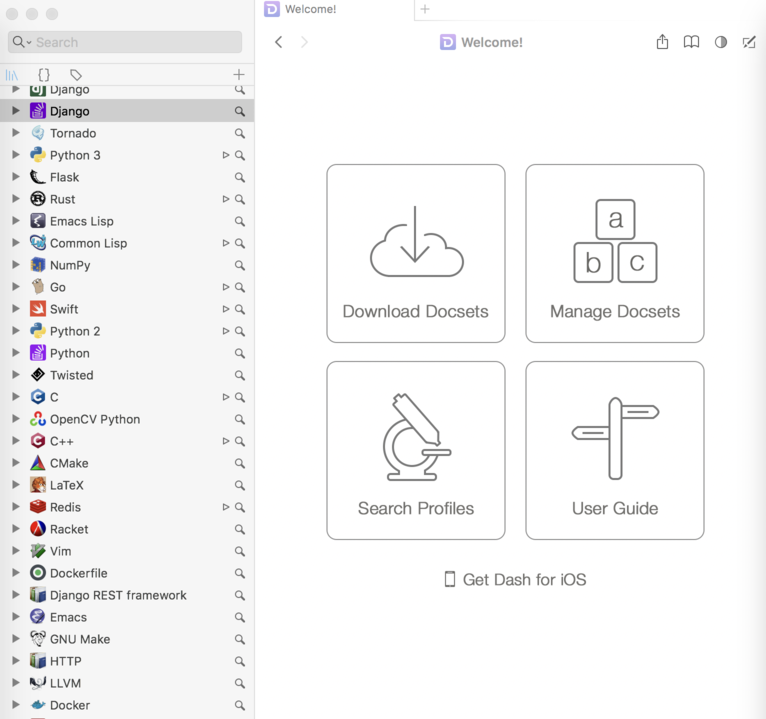 Welcome!
Search
Welcome!
Django
Django
Tornado
Python 3
Flask
Rust
Emacs Lisp
Common Lisp
NumPy
Go
Swift
Python 2
Python
Twisted
C
OpenCV Python
C++
CMake
LaTeX
Redis
Racket
Vim
Dockerfile
Django REST framework
Emacs
GNU Make
HTTP
LLVM
Docker
Download Docsets
a
b c
Manage Docsets
Search Profiles
User Guide
Get Dash for iOS